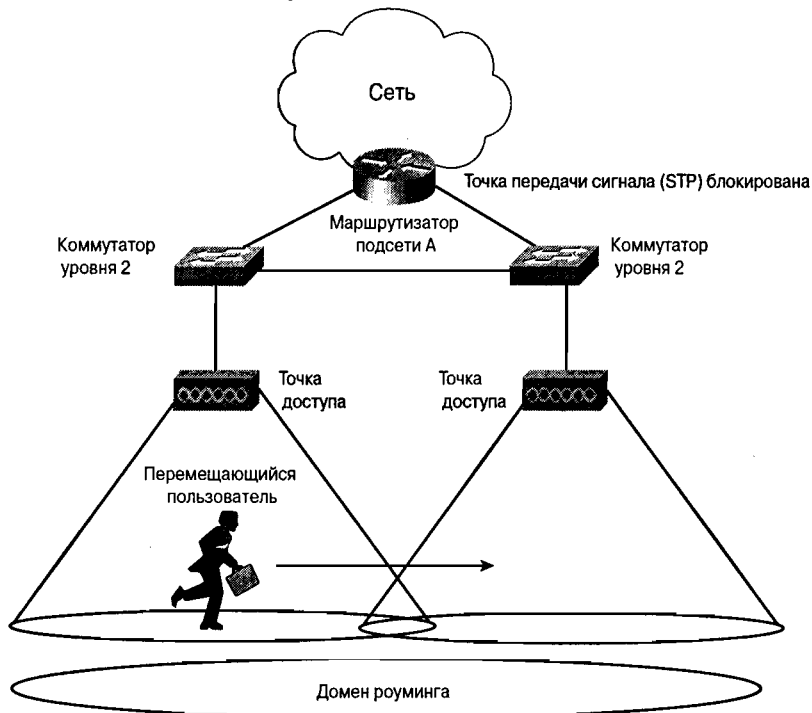 Сеть
Точка передачи сигнала (STP) блокирована
Маршрутизатор
подсети А
Коммутатор
уровня 2
Коммутатор
уровня 2
Точка
доступа
Точка
доступа
Перемещающийся
пользователь
Домен роуминга